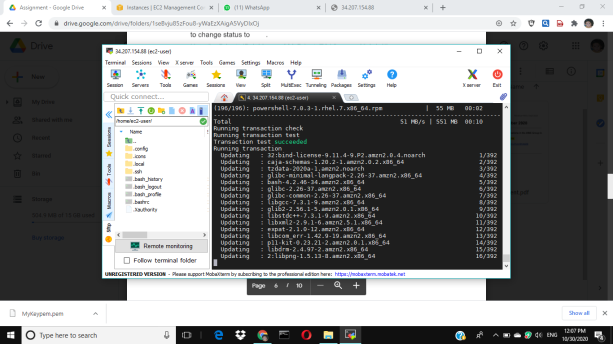 Assignment - Google Drive
Instances | EC2 Management Co
(11) WhatsApp
34.207.154.88
drive.google.com/drive/folders/
to change status to
Drive
34.207.154.88 (ec2-user)
Terminal Sessions View X server Tools Games Settings Macros Help
Session Servers Tools Games Sessions View Split MultiExec Tunneling Packages Settings Help X server Exit
Quick connect...
4. 34.207.154.88 (ec2-user)
/home/ec2-user/
Name
..
.config
.icons
.local
.ssh
.bash_history
.bash_logout
.bash_profile
.bashrc
.Xauthority
Sessions
Tools
Macros
Sftp
Remote monitoring
Follow terminal folder
(196/196): powershell-7.0.3-1.rhel.7.x86_64.rpm | 55 MB 00:02
Total 51 MB/s | 551 MB 00:10
Running transaction check
Running transaction test
Transaction test succeeded
Running transaction
Updating : 32:bind-license-9.11.4-9.P2.amzn2.0.4.noarch 1/392
Updating : caja-schemas-1.20.2-1.amzn2.0.2.x86_64 2/392
Updating : tzdata-2020a-1.amzn2.noarch 3/392
Updating : glibc-minimal-langpack-2.26-37.amzn2.x86_64 4/392
Updating : bash-4.2.46-34.amzn2.x86_64 5/392
Updating : glibc-2.26-37.amzn2.x86_64 6/392
Updating : glibc-common-2.26-37.amzn2.x86_64 7/392
Updating : libgcc-7.3.1-9.amzn2.x86_64 8/392
Updating : glib2-2.56.1-5.amzn2.0.1.x86_64 9/392
Updating : libstdc++-7.3.1-9.amzn2.x86_64 10/392
Updating : libxml2-2.9.1-6.amzn2.5.1.x86_64 11/392
Updating : expat-2.1.0-12.amzn2.x86_64 12/392
Updating : libcom_err-1.42.9-19.amzn2.x86_64 13/392
Updating : p11-kit-0.23.21-2.amzn2.0.1.x86_64 14/392
Updating : libdrm-2.4.97-2.amzn2.x86_64 15/392
Updating : 2:libpng-1.5.13-8.amzn2.x86_64 16/392
UNREGISTERED VERSION - Please support MobaXterm by subscribing to the professional edition here: https://mobaxterm.mobatek.net
Page 6 / 10
MyKaypem.pem
Show all
Type here to search
ENG
12:07 PM
10/30/2020